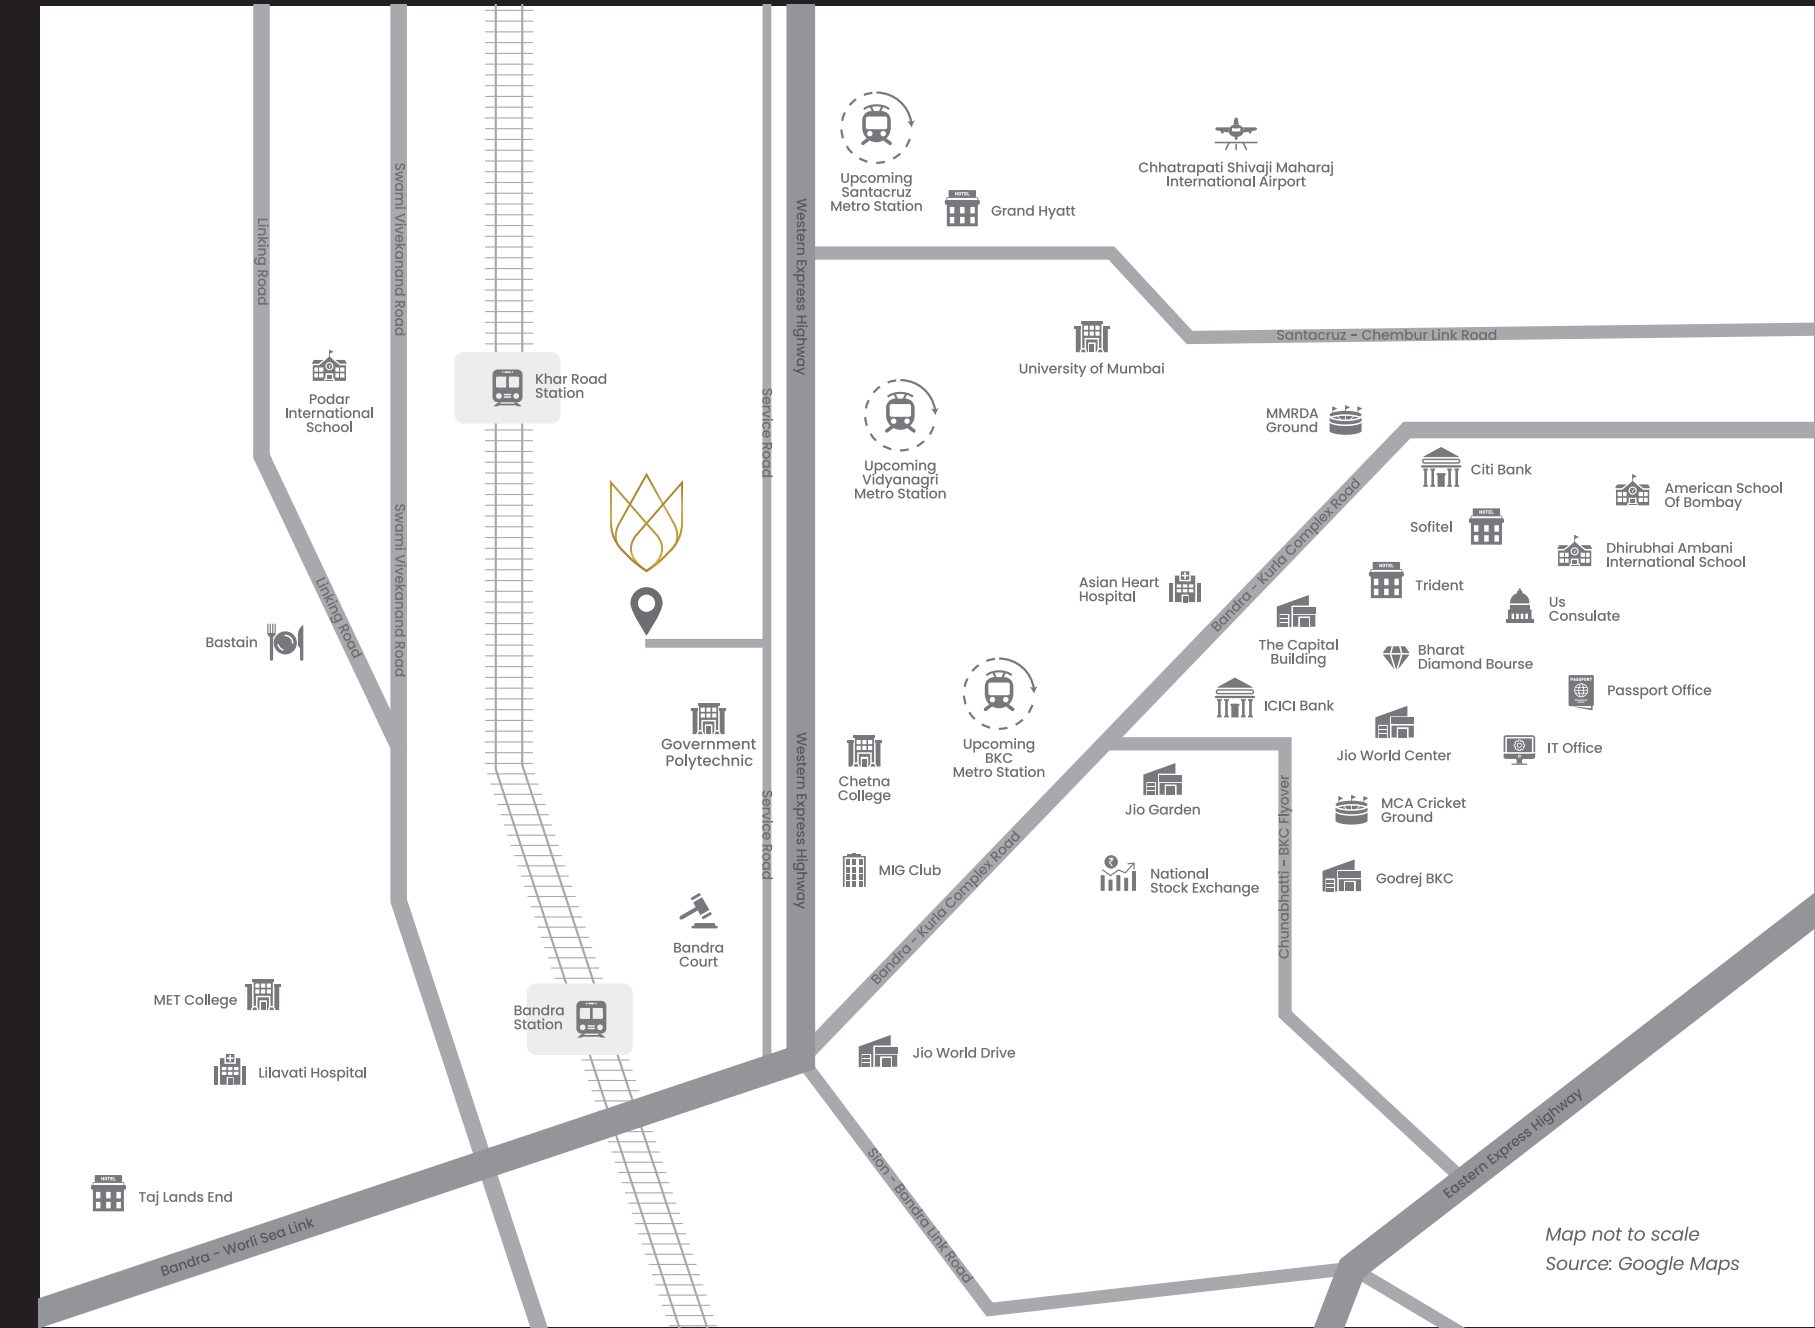 Upcoming
Santacruz
Metro Station
HOTEL
Grand Hyatt
Chhatrapati Shivaji Maharaj
International Airport
Linking Road
Swami Vivekanand Road
Western Express Highway
Santacruz - Chembur Link Road
University of Mumbai
Podar
International
School
Khar Road
Station
Service Road
Upcoming
Vidyanagri
Metro Station
MMRDA
Ground
Citi Bank
American School
Of Bombay
Sofitel
HOTEL
Dhirubhai Ambani
International School
Bandra - Kurla Complex Road
Asian Heart
Hospital
HOTEL
Trident
Us
Consulate
Swami Vivekanand Road
Linking Road
Bastain
The Capital
Building
Bharat
Diamond Bourse
PASSPORT
Passport Office
ICICI Bank
Government
Polytechnic
Western Express Highway
Upcoming
BKC
Metro Station
Jio World Center
IT Office
Chetna
College
Service Road
Jio Garden
Chunabhatti - BKC Flyover
MCA Cricket
Ground
MIG Club
Bandra - Kurla Complex Road
₹
National
Stock Exchange
Godrej BKC
Bandra
Court
MET College
Bandra
Station
Lilavati Hospital
Jio World Drive
HOTEL
Taj Lands End
Bandra - Worli Sea Link
Sion - Bandra Link Road
Eastern Express Highway
Map not to scale
Source: Google Maps